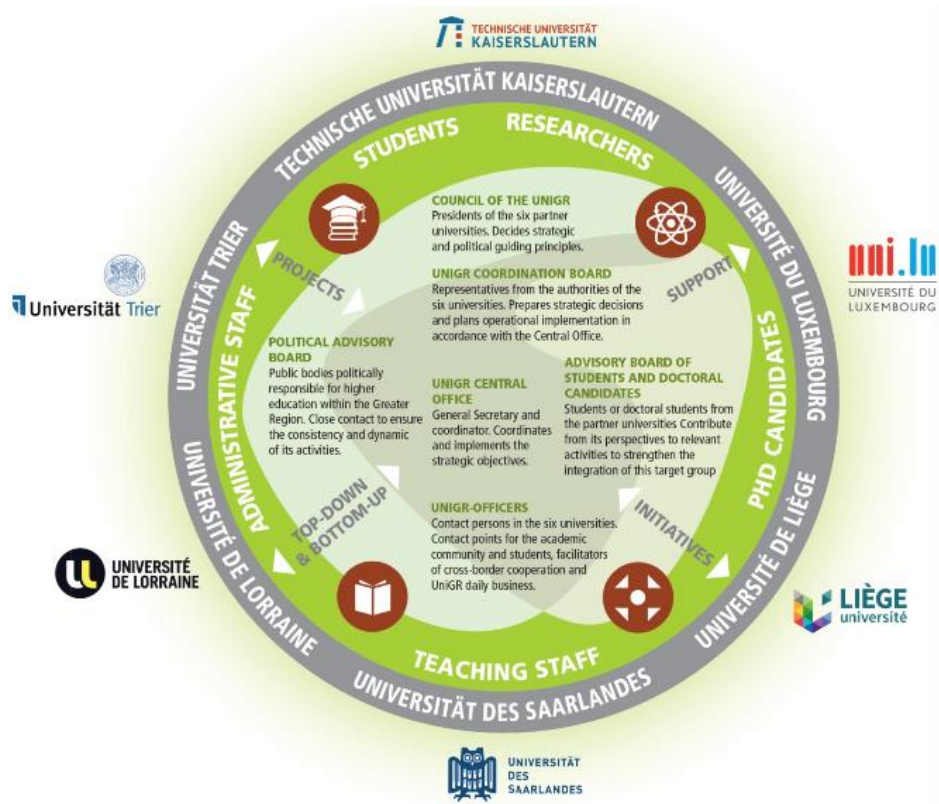 TECHNISCHE UNIVERSITÄT
KAISERSLAUTERN
TECHNISCHE UNIVERSITÄT KAISERSLAUTERN
STUDENTS
RESEARCHERS
UNIVERSITÉ DU LUXEMBOURG
UNIVERSITÄT TRIER
COUNCIL OF THE UNIGR
Presidents of the six partner
universities. Decides strategic
and political guiding principles.
PROJECTS
SUPPORT
uni.lu
UNIVERSITÉ DU
LUXEMBOURG
Universität Trier
UNIGR COORDINATION BOARD
Representatives from the authorities of the
six universities. Prepares strategic decisions
and plans operational implementation in
accordance with the Central Office.
ADMINISTRATIVE STAFF
PHD CANDIDATES
POLITICAL ADVISORY
BOARD
Public bodies politically
responsible for higher
education within the Greater
Region. Close contact to ensure
the consistency and dynamic
of its activities.
UNIGR CENTRAL
OFFICE
General Secretary and
coordinator. Coordinates
and implements the
strategic objectives.
ADVISORY BOARD OF
STUDENTS AND DOCTORAL
CANDIDATES
Students or doctoral students from
the partner universities Contribute
from its perspectives to relevant
activities to strengthen the
integration of this target group
TOP-DOWN
& BOTTOM-UP
INITIATIVES
UNIGR-OFFICERS
Contact persons in the six universities.
Contact points for the academic
community and students, facilitators
of cross-border cooperation and
UniGR daily business.
UNIVERSITÉ DE LORRAINE
UNIVERSITÉ DE LIÈGE
UNIVERSITÉ
DE LORRAINE
LIÈGE
université
TEACHING STAFF
UNIVERSITÄT DES SAARLANDES
UNIVERSITÄT
DES
SAARLANDES